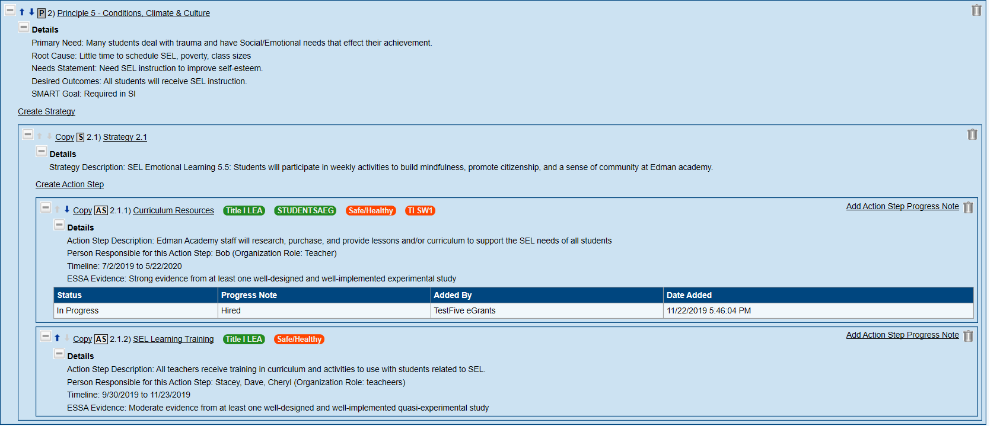 P 2) Principle 5 - Conditions, Climate & Culture
Details
Primary Need: Many students deal with trauma and have Social/Emotional needs that effect their achievement.
Root Cause: Little time to schedule SEL, poverty, class sizes
Needs Statement: Need SEL instruction to improve self-esteem.
Desired Outcomes: All students will receive SEL instruction.
SMART Goal: Required in SI
Create Strategy
Copy S 2.1) Strategy 2.1
Details
Strategy Description: SEL Emotional Learning 5.5: Students will participate in weekly activities to build mindfulness, promote citizenship, and a sense of community at Edman academy.
Create Action Step
Copy AS 2.1.1) Curriculum Resources Title I LEA STUDENTSAEG Safe/Healthy TI SW1 Add Action Step Progress Note
Details
Action Step Description: Edman Academy staff will research, purchase, and provide lessons and/or curriculum to support the SEL needs of all students
Person Responsible for this Action Step: Bob (Organization Role: Teacher)
Timeline: 7/2/2019 to 5/22/2020
ESSA Evidence: Strong evidence from at least one well-designed and well-implemented experimental study
Status Progress Note Added By Date Added
In Progress Hired TestFive eGrants 11/22/2019 5:46:04 PM
Copy AS 2.1.2) SEL Learning Training Title I LEA Safe/Healthy Add Action Step Progress Note
Details
Action Step Description: All teachers receive training in curriculum and activities to use with students related to SEL.
Person Responsible for this Action Step: Stacey, Dave, Cheryl (Organization Role: teacheers)
Timeline: 9/30/2019 to 11/23/2019
ESSA Evidence: Moderate evidence from at least one well-designed and well-implemented quasi-experimental study